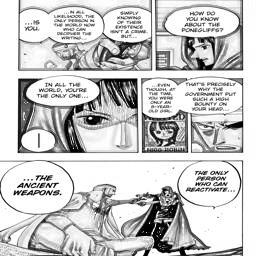 HOW DO
YOU KNOW
ABOUT THE
PONEGLIFFS?
SIMPLY
KNOWING
OF THEIR
EXISTENCE
ISN'T A
CRIME.
BUT...
...IN ALL
LIKELIHOOD, THE
ONLY PERSON IN
THE WORLD NOW
WHO CAN
DECIPHER THE
WRITING...
...IS
YOU.
THAT'S
PRECISELY WHY
THE GOVERNMENT
PUT SUCH A HIGH
BOUNTY ON
YOUR HEAD...
...EVEN
THOUGH, AT
THE TIME,
YOU WERE
ONLY AN
8-YEAR-
OLD GIRL.
IN ALL THE
WORLD, YOU'RE
THE ONLY
ONE...
!
THE ONLY
PERSON
WHO CAN
REACTIVATE...
...THE
ANCIENT
WEAPONS.